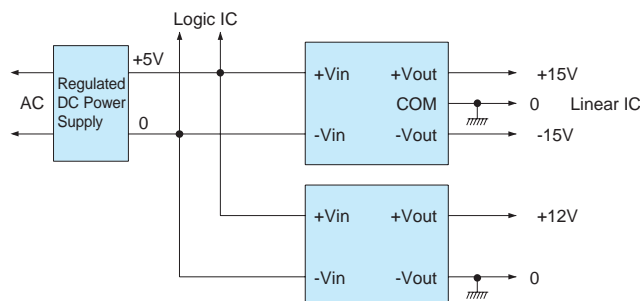 Logic IC
+5V
AC
Regulated
DC Power
Supply
0
+Vin
+Vout
+15V
COM
0
Linear IC
-Vin
-Vout
-15V
+Vin
+Vout
+12V
-Vin
-Vout
0